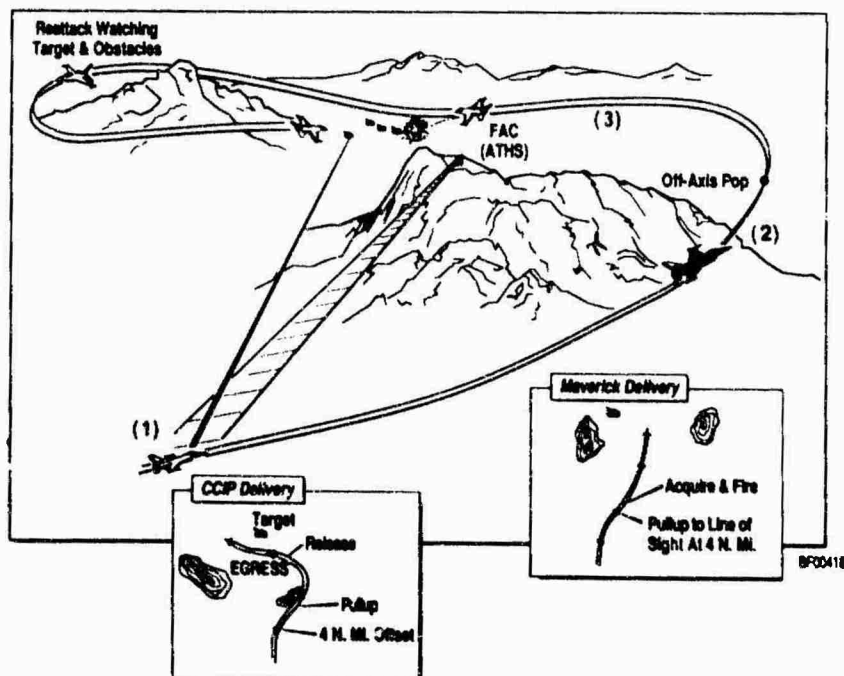 Reattack Watching
Target & Obstacles
FAC
(ATHS)
(3)
Off-Axis Pop
(2)
(1)
Maverick Delivery
Acquire & Fire
Pullup to Line of
Sight At 4 N. Mi.
CCIP Delivery
Target
Release
EGRESS
Pullup
4 N. Mi. Offset
BF00418